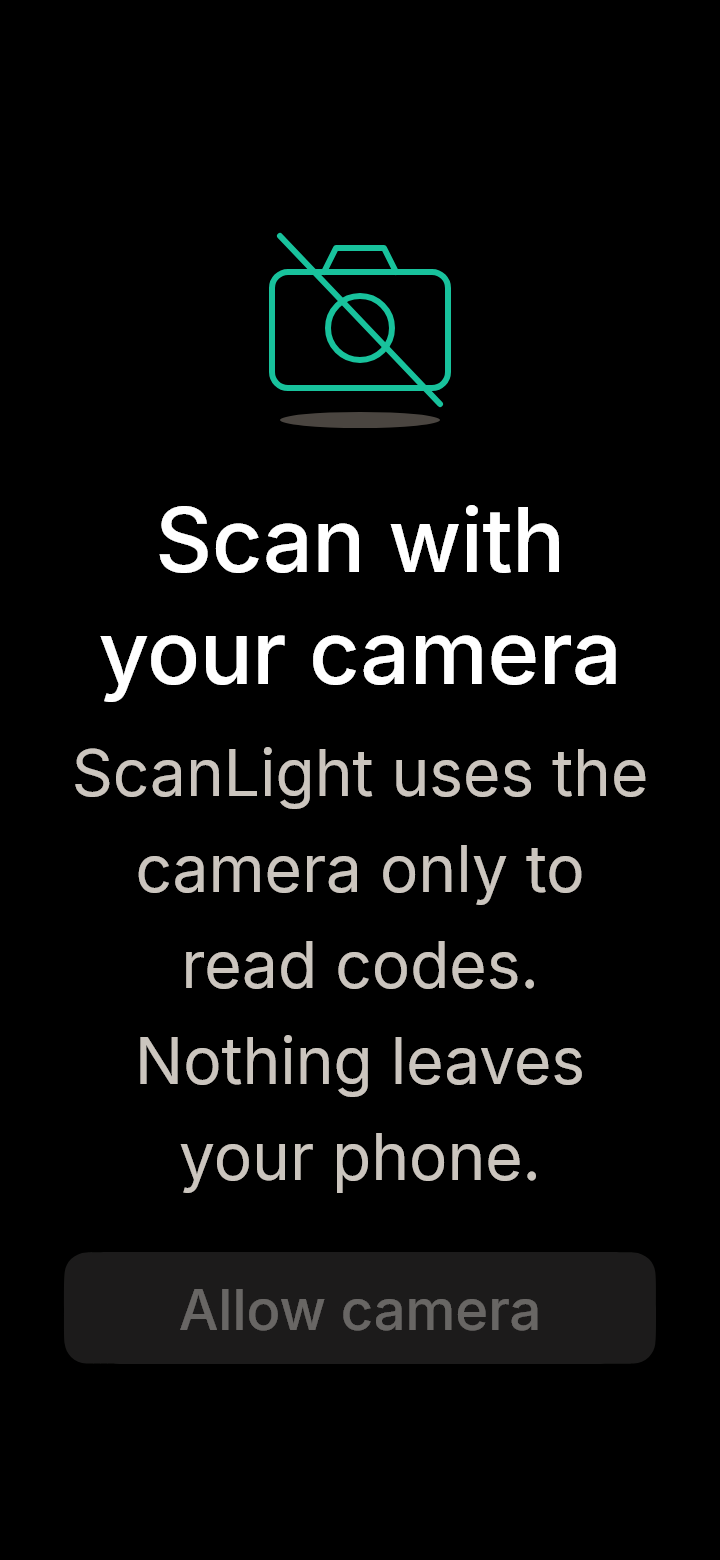 Scan with
your camera
ScanLight uses the
camera only to
read codes.
Nothing leaves
your phone.
Allow camera